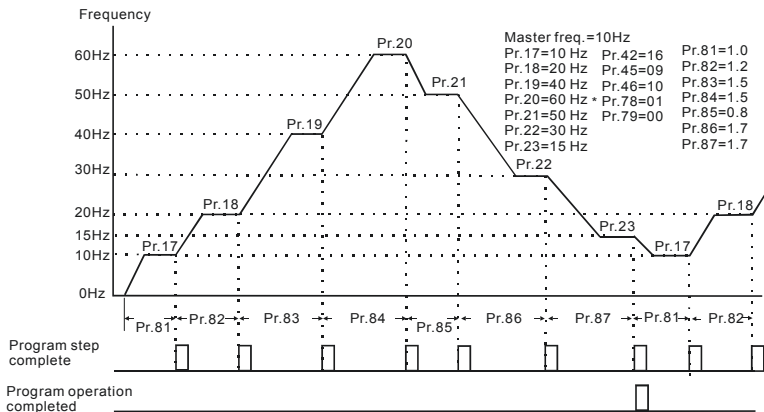 Frequency
60Hz
50Hz
40Hz
30Hz
20Hz
15Hz
10Hz
0Hz
Pr.17
Pr.18
Pr.19
Pr.20
Pr.21
Pr.22
Pr.23
Pr.17
Pr.18
Master freq.=10Hz
Pr.17=10 Hz Pr.42=16 Pr.81=1.0
Pr.18=20 Hz Pr.45=09 Pr.82=1.2
Pr.19=40 Hz Pr.46=10 Pr.83=1.5
Pr.20=60 Hz * Pr.78=01 Pr.84=1.5
Pr.21=50 Hz Pr.79=00 Pr.85=0.8
Pr.22=30 Hz Pr.86=1.7
Pr.23=15 Hz Pr.87=1.7
Pr.81 Pr.82 Pr.83 Pr.84 Pr.85 Pr.86 Pr.87 Pr.81 Pr.82
Program step
complete
Program operation
completed